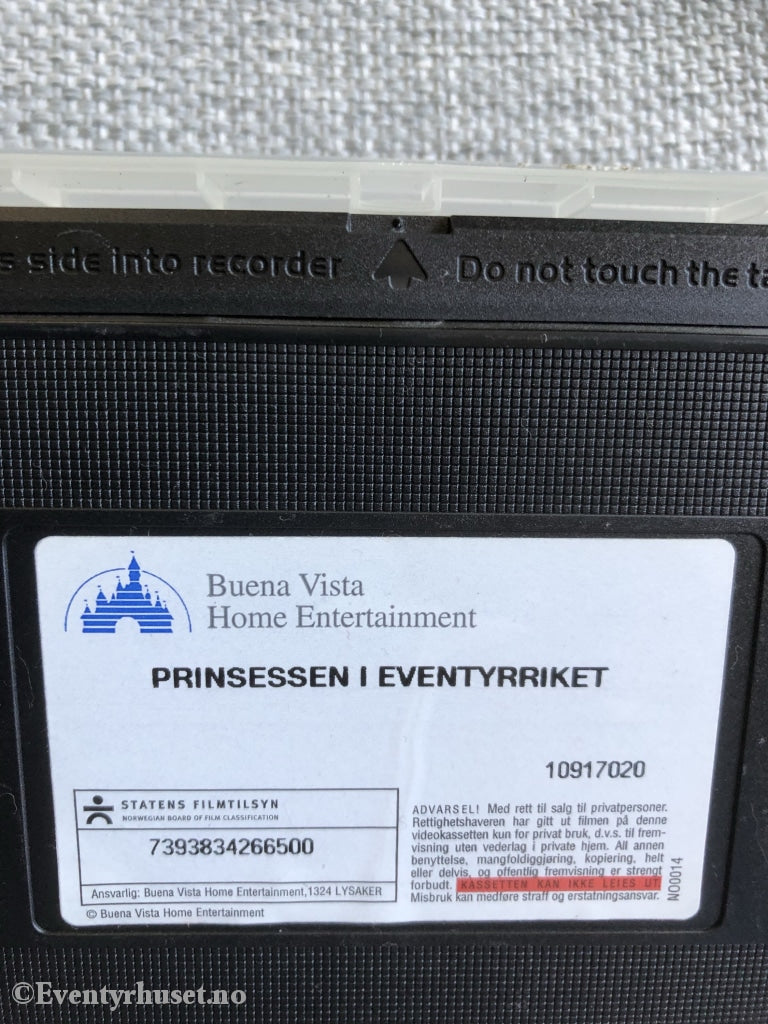 side into recorder Do not touch the
Buena Vista
Home Entertainment
PRINSESSEN I EVENTYRRIKET
10917020
STATENS FILMTILSYN
NORWEGIAN BOARD OF FILM CLASSIFICATION
7393834266500
Ansvarlig: Buena Vista Home Entertainment,1324 LYSAKER
© Buena Vista Home Entertainment
ADVARSEL! Med rett til salg til privatpersoner.
Rettighetshaveren har gitt ut filmen på denne
videokassetten kun for privat bruk, d.v.s. til frem-
visning uten vederlag i private hjem. All annen
benyttelse, mangfoldiggjøring, kopiering, helt
eller delvis, og offentlig fremvisning er strengt
forbudt. KASSETTEN KAN IKKE LEIES UT
Misbruk kan medføre straff og erstatningsansvar.
NO0014
©Eventyrhuset.no